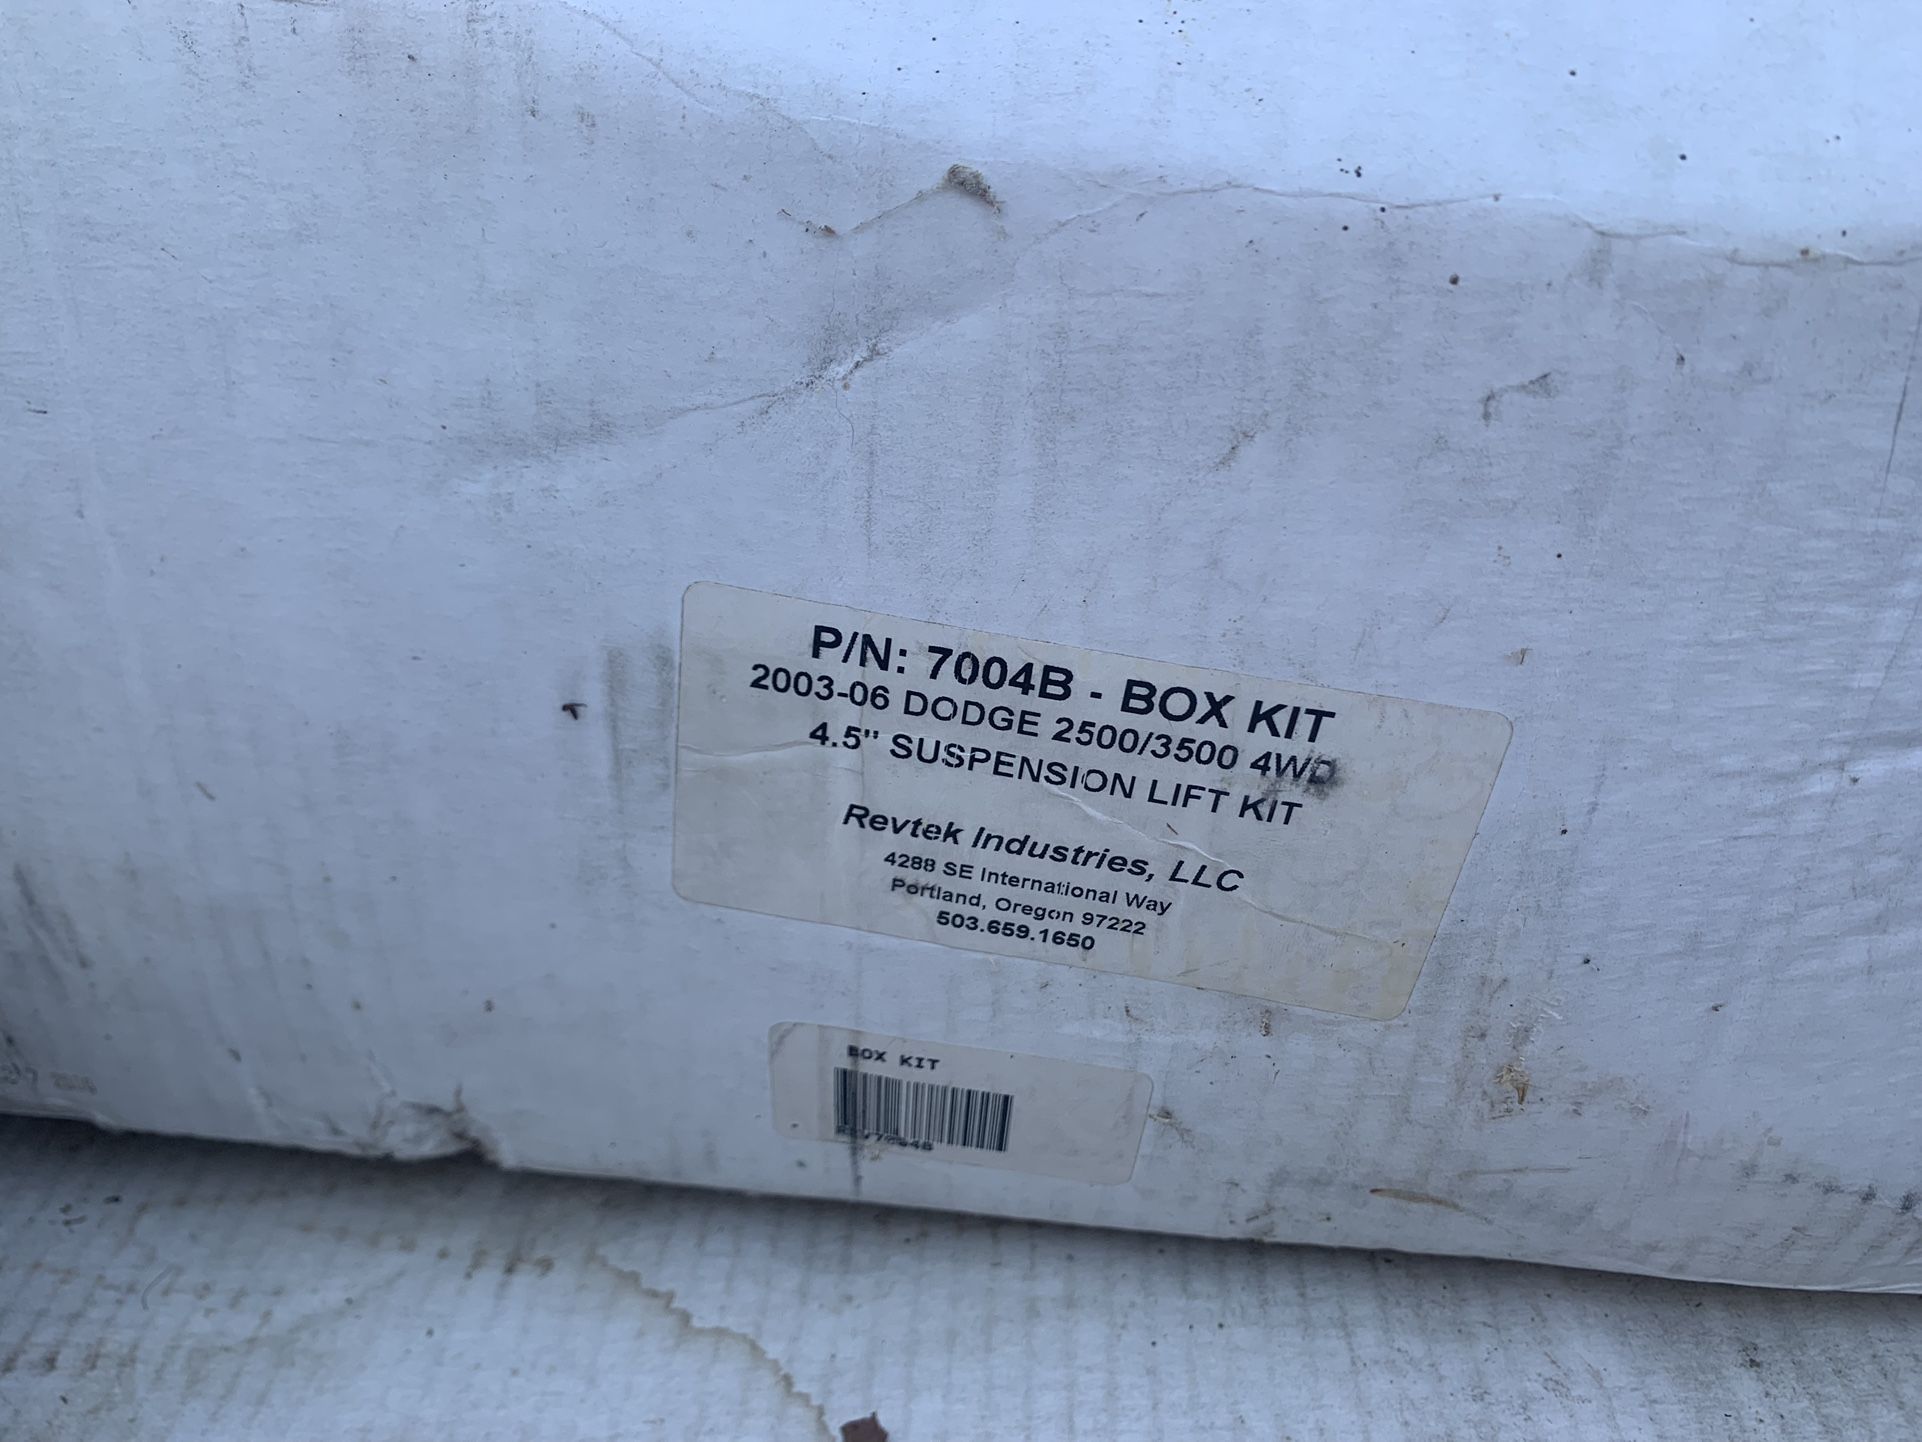 P/N: 7004B - BOX KIT
2003-06 DODGE 2500/3500 4WD
4.5" SUSPENSION LIFT KIT
Revtek Industries, LLC
4288 SE International Way
Portland, Oregon 97222
503.659.1650
BOX KIT
REV7004B